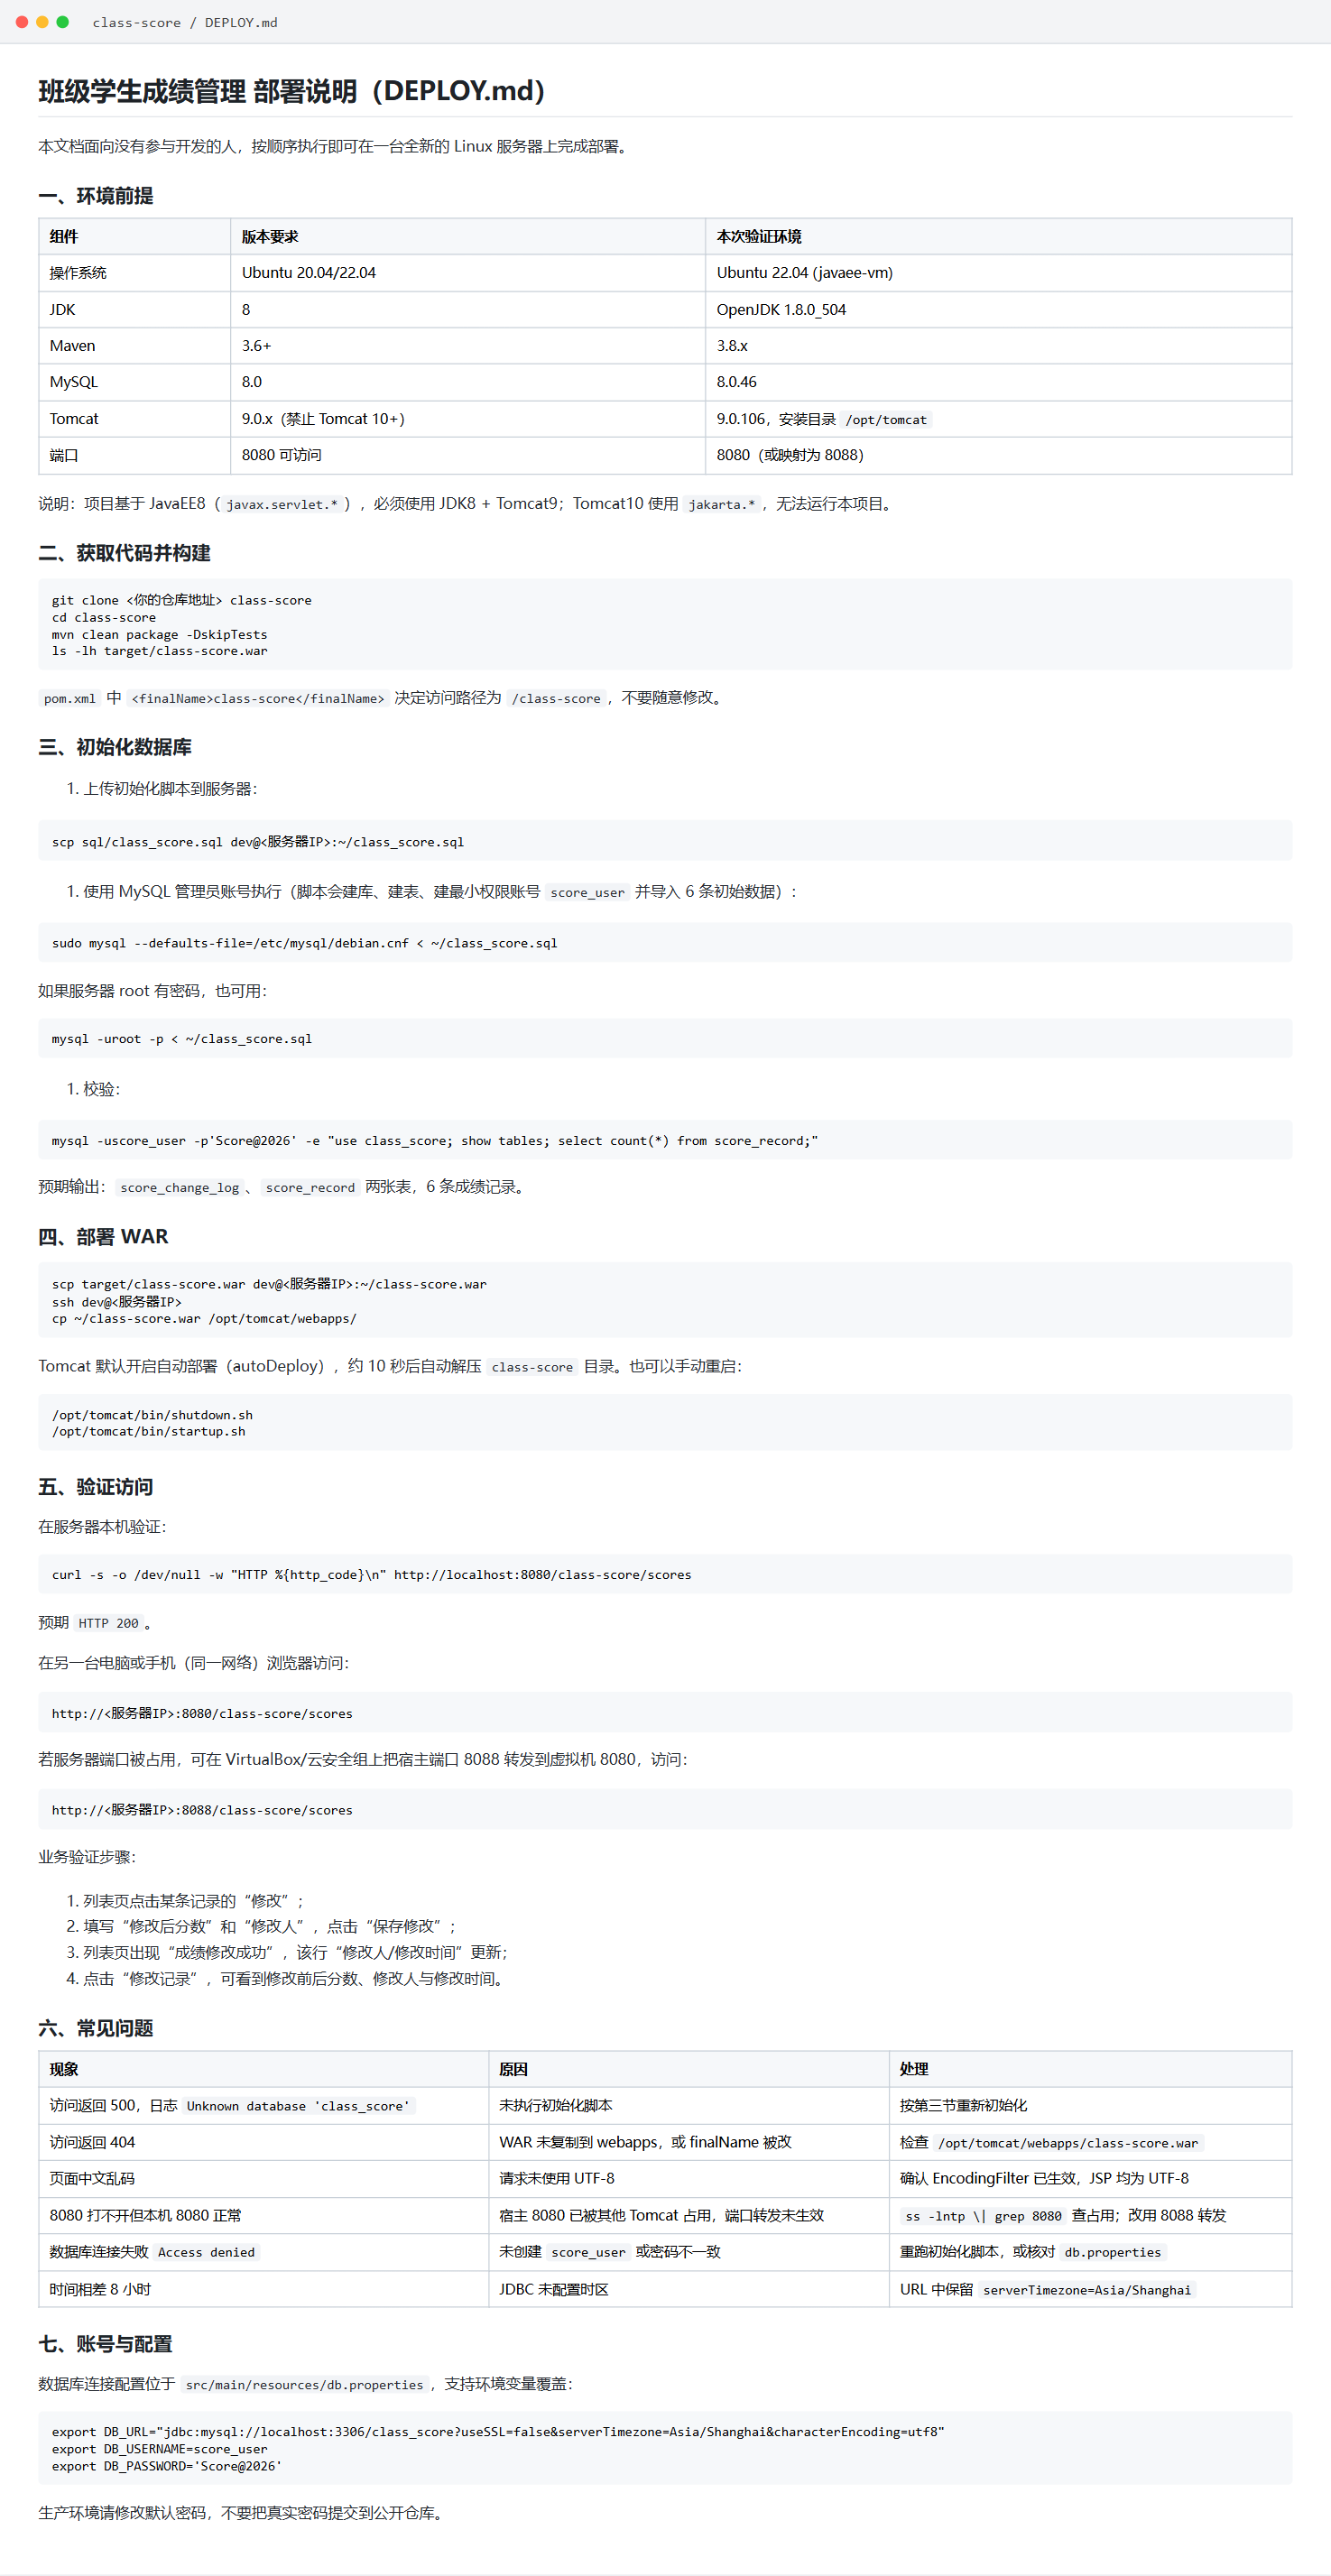 class-score / DEPLOY.md
班级学生成绩管理 部署说明（DEPLOY.md）
本文档面向没有参与开发的人，按顺序执行即可在一台全新的 Linux 服务器上完成部署。
一、环境前提
组件 版本要求 本次验证环境
操作系统 Ubuntu 20.04/22.04 Ubuntu 22.04 (javaee-vm)
JDK 8 OpenJDK 1.8.0_504
Maven 3.6+ 3.8.x
MySQL 8.0 8.0.46
Tomcat 9.0.x（禁止 Tomcat 10+） 9.0.106，安装目录 /opt/tomcat
端口 8080 可访问 8080（或映射为 8088）
说明：项目基于 JavaEE8（ javax.servlet.* ），必须使用 JDK8 + Tomcat9；Tomcat10 使用 jakarta.* ，无法运行本项目。
二、获取代码并构建
git clone <你的仓库地址> class-score
cd class-score
mvn clean package -DskipTests
ls -lh target/class-score.war
pom.xml 中 <finalName>class-score</finalName> 决定访问路径为 /class-score ，不要随意修改。
三、初始化数据库
1. 上传初始化脚本到服务器：
scp sql/class_score.sql dev@<服务器IP>:~/class_score.sql
1. 使用 MySQL 管理员账号执行（脚本会建库、建表、建最小权限账号 score_user 并导入 6 条初始数据）：
sudo mysql --defaults-file=/etc/mysql/debian.cnf < ~/class_score.sql
如果服务器 root 有密码，也可用：
mysql -uroot -p < ~/class_score.sql
1. 校验：
mysql -uscore_user -p'Score@2026' -e "use class_score; show tables; select count(*) from score_record;"
预期输出： score_change_log 、 score_record 两张表，6 条成绩记录。
四、部署 WAR
scp target/class-score.war dev@<服务器IP>:~/class-score.war
ssh dev@<服务器IP>
cp ~/class-score.war /opt/tomcat/webapps/
Tomcat 默认开启自动部署（autoDeploy），约 10 秒后自动解压 class-score 目录。也可以手动重启：
/opt/tomcat/bin/shutdown.sh
/opt/tomcat/bin/startup.sh
五、验证访问
在服务器本机验证：
curl -s -o /dev/null -w "HTTP %{http_code}\n" http://localhost:8080/class-score/scores
预期 HTTP 200 。
在另一台电脑或手机（同一网络）浏览器访问：
http://<服务器IP>:8080/class-score/scores
若服务器端口被占用，可在 VirtualBox/云安全组上把宿主端口 8088 转发到虚拟机 8080，访问：
http://<服务器IP>:8088/class-score/scores
业务验证步骤：
1. 列表页点击某条记录的“修改”；
2. 填写“修改后分数”和“修改人”，点击“保存修改”；
3. 列表页出现“成绩修改成功”，该行“修改人/修改时间”更新；
4. 点击“修改记录”，可看到修改前后分数、修改人与修改时间。
六、常见问题
现象 原因 处理
访问返回 500，日志 Unknown database 'class_score' 未执行初始化脚本 按第三节重新初始化
访问返回 404 WAR 未复制到 webapps，或 finalName 被改 检查 /opt/tomcat/webapps/class-score.war
页面中文乱码 请求未使用 UTF-8 确认 EncodingFilter 已生效，JSP 均为 UTF-8
8080 打不开但本机 8080 正常 宿主 8080 已被其他 Tomcat 占用，端口转发未生效 ss -lntp \| grep 8080 查占用；改用 8088 转发
数据库连接失败 Access denied 未创建 score_user 或密码不一致 重跑初始化脚本，或核对 db.properties
时间相差 8 小时 JDBC 未配置时区 URL 中保留 serverTimezone=Asia/Shanghai
七、账号与配置
数据库连接配置位于 src/main/resources/db.properties ，支持环境变量覆盖：
export DB_URL="jdbc:mysql://localhost:3306/class_score?useSSL=false&serverTimezone=Asia/Shanghai&characterEncoding=utf8"
export DB_USERNAME=score_user
export DB_PASSWORD='Score@2026'
生产环境请修改默认密码，不要把真实密码提交到公开仓库。